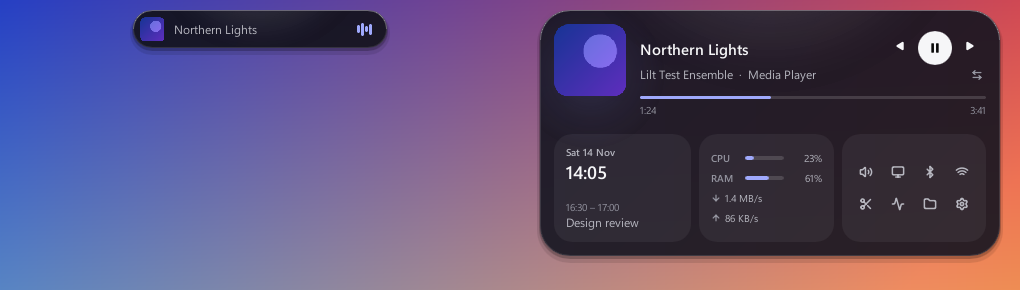 Northern Lights
Northern Lights
Lilt Test Ensemble · Media Player
1:24
3:41
Sat 14 Nov
14:05
16:30 – 17:00
Design review
CPU 23%
RAM 61%
↓ 1.4 MB/s
↑ 86 KB/s